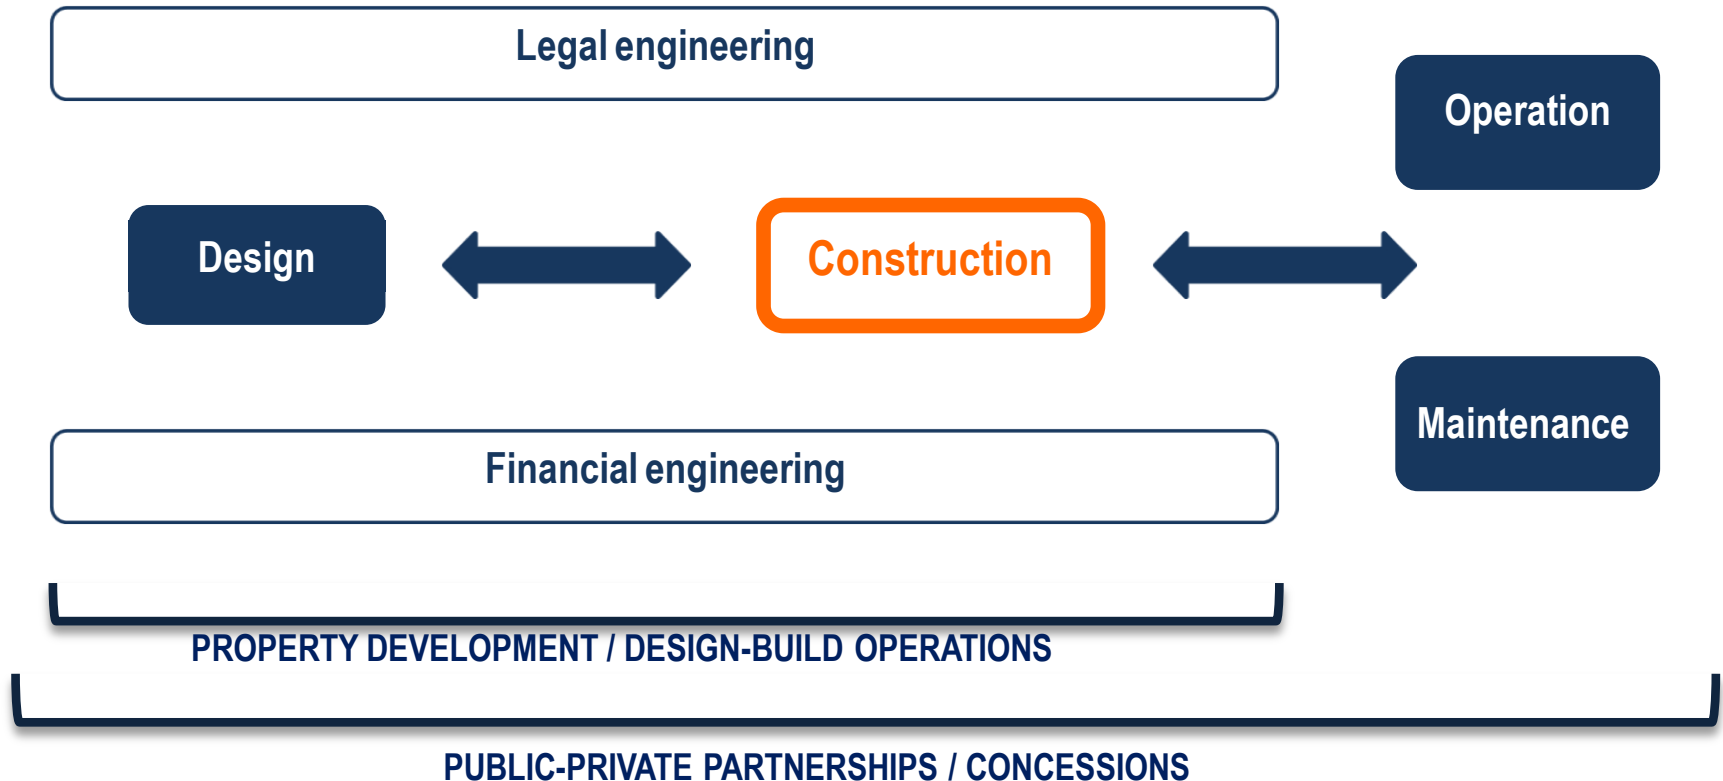 Legal engineering
Operation
Design
Construction
Maintenance
Financial engineering
PROPERTY DEVELOPMENT / DESIGN-BUILD OPERATIONS
PUBLIC-PRIVATE PARTNERSHIPS / CONCESSIONS